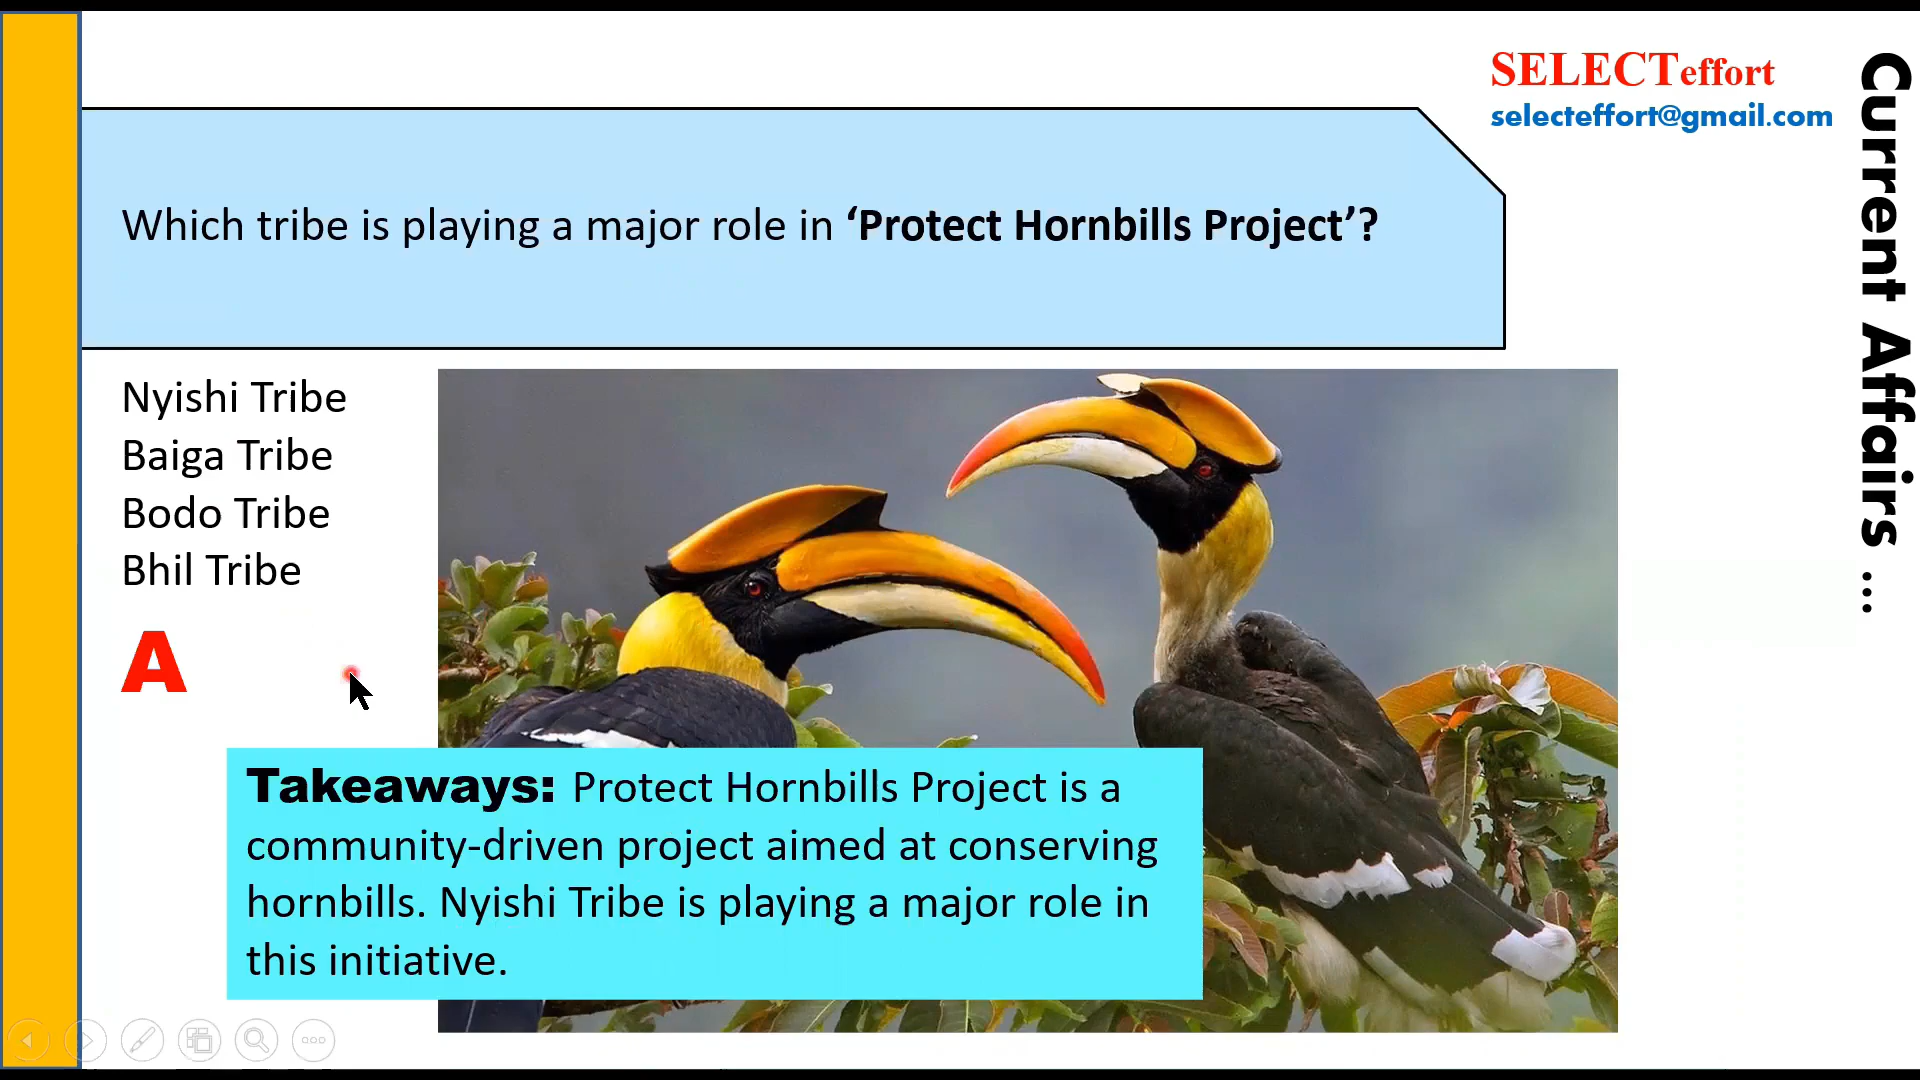 SELECTeffort
selecteffort@gmail.com
Current Affairs ...
Which tribe is playing a major role in ‘Protect Hornbills Project’?
Nyishi Tribe
Baiga Tribe
Bodo Tribe
Bhil Tribe
A
Takeaways: Protect Hornbills Project is a
community-driven project aimed at conserving
hornbills. Nyishi Tribe is playing a major role in
this initiative.